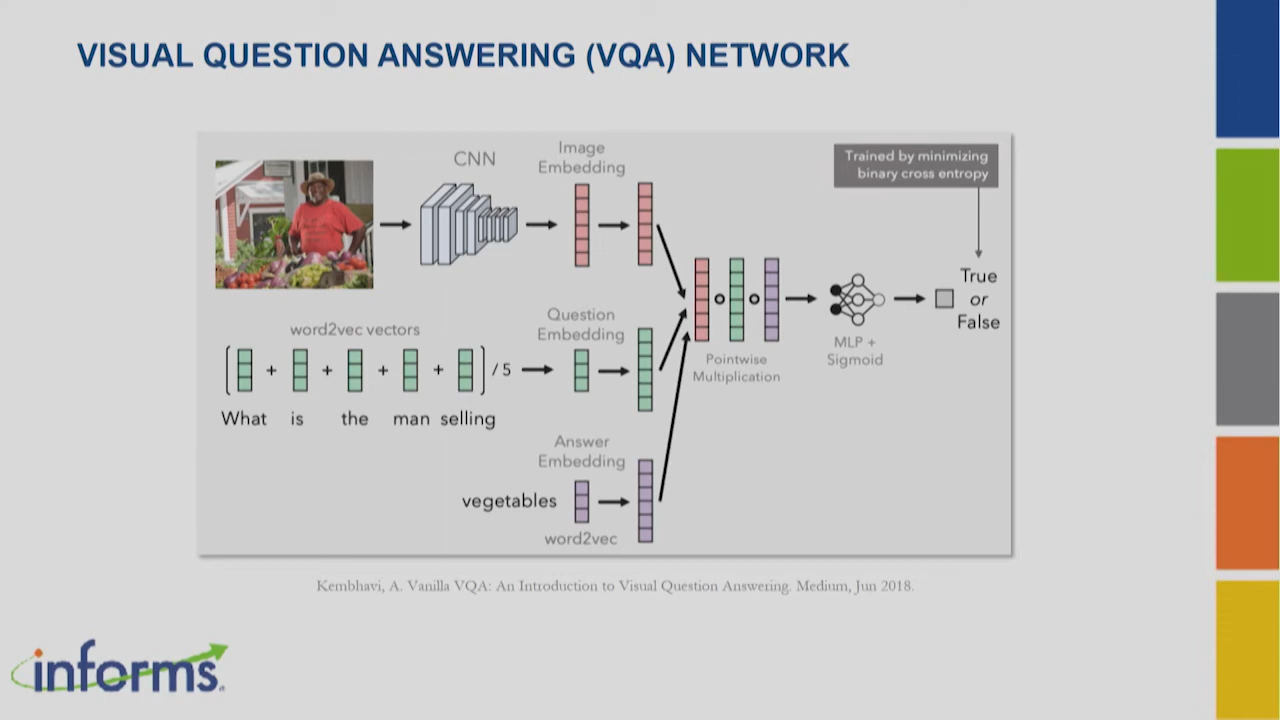 VISUAL QUESTION ANSWERING (VQA) NETWORK
CNN
Image
Embedding
Trained by minimizing
binary cross entropy
True
or
False
word2vec vectors
Question
Embedding
+ + + + / 5
What is the man selling
Pointwise
Multiplication
MLP +
Sigmoid
Answer
Embedding
vegetables
word2vec
Kembhavi, A. Vanilla VQA: An Introduction to Visual Question Answering. Medium, Jun 2018.
informs